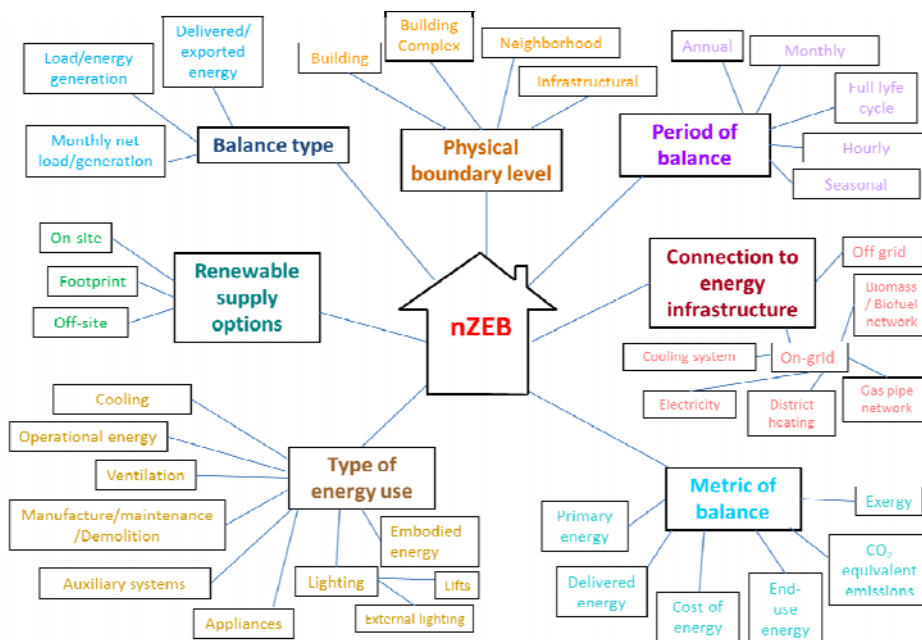 Delivered/
exported
energy
Load/energy
generation
Monthly net
load/generation
Balance type
Building
Building
Complex
Neighborhood
Infrastructural
Physical
boundary level
Annual
Monthly
Full lyfe
cycle
Hourly
Seasonal
Period of
balance
On site
Footprint
Off-site
Renewable
supply
options
nZEB
Connection to
energy
infrastructure
Off grid
Biomass
/ Biofuel
network
On-grid
Cooling system
Electricity
District
heating
Gas pipe
network
Cooling
Operational energy
Ventilation
Manufacture/maintenance
/Demolition
Auxiliary systems
Appliances
Type of
energy use
Embodied
energy
Lighting
Lifts
External lighting
Metric of
balance
Primary
energy
Delivered
energy
Cost of
energy
End-
use
energy
CO₂
equivalent
emissions
Exergy